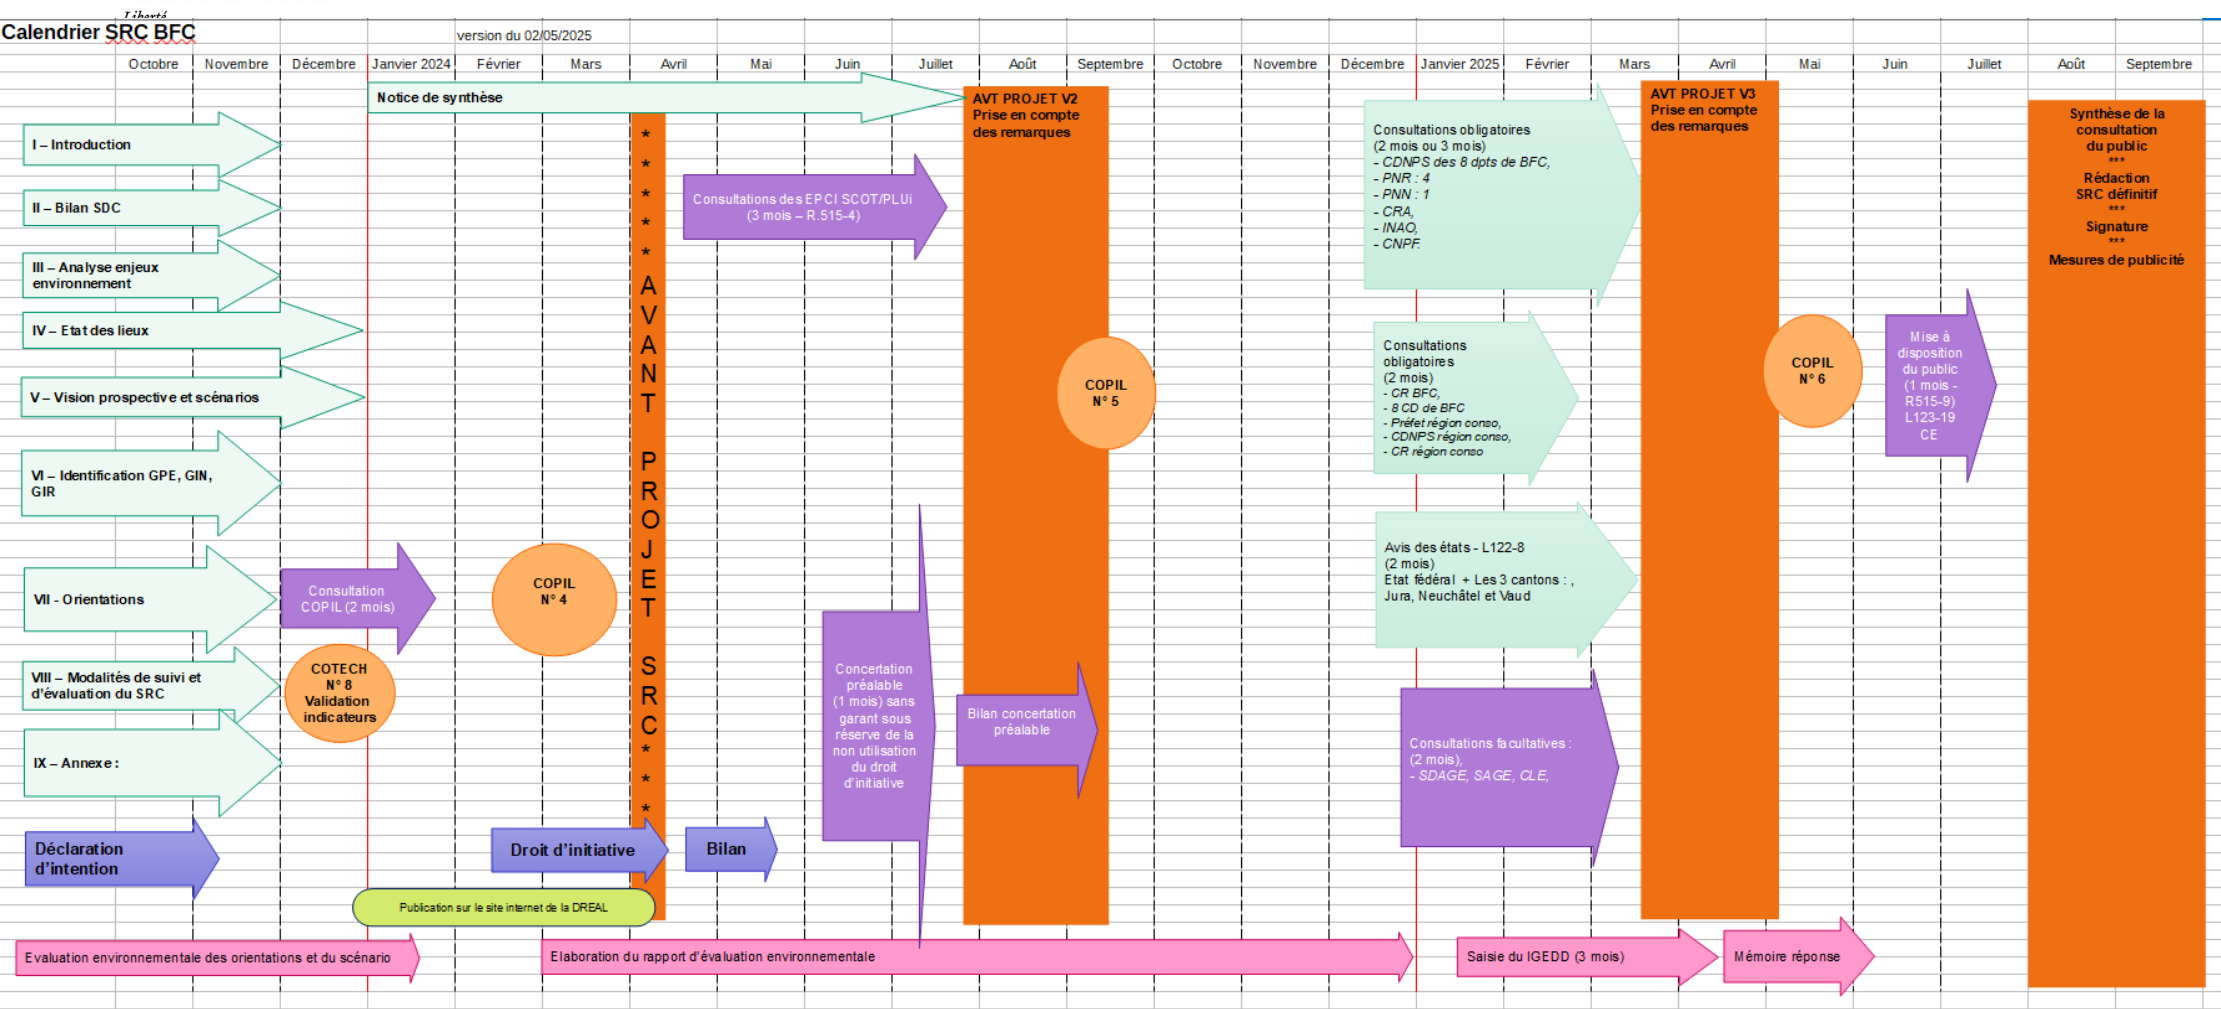 Liberté
Calendrier SRC BFC
version du 02/05/2025
Octobre Novembre Décembre Janvier 2024 Février Mars Avril Mai Juin Juillet Août Septembre Octobre Novembre Décembre Janvier 2025 Février Mars Avril Mai Juin Juillet Août Septembre
Notice de synthèse
I – Introduction
II – Bilan SDC
III – Analyse enjeux
environnement
IV – Etat des lieux
V – Vision prospective et scénarios
VI – Identification GPE, GIN,
GIR
VII - Orientations
VIII – Modalités de suivi et
d'évaluation du SRC
IX – Annexe :
Déclaration
d'intention
Consultation
COPIL (2 mois)
COTECH
N° 8
Validation
indicateurs
COPIL
N° 4
*
*
*
*
*
A
V
A
N
T
P
R
O
J
E
T
S
R
C
*
*
*
Droit d'initiative
Bilan
Publication sur le site internet de la DREAL
Evaluation environnementale des orientations et du scénario
Elaboration du rapport d'évaluation environnementale
Consultations des EPCI SCOT/PLUi
(3 mois – R.515-4)
Concertation
préalable
(1 mois) sans
garant sous
réserve de la
non utilisation
du droit
d'initiative
AVT PROJET V2
Prise en compte
des remarques
COPIL
N° 5
Bilan concertation
préalable
Consultations obligatoires
(2 mois ou 3 mois)
- CDNPS des 8 dpts de BFC,
- PNR : 4
- PNN : 1
- CRA,
- INAO,
- CNPF.
Consultations
obligatoires
(2 mois)
- CR BFC,
- 8 CD de BFC
- Préfet région conso,
- CDNPS région conso,
- CR région conso
Avis des états - L122-8
(2 mois)
Etat fédéral + Les 3 cantons : ,
Jura, Neuchâtel et Vaud
Consultations facultatives :
(2 mois),
- SDAGE, SAGE, CLE,
Saisie du IGEDD (3 mois)
Mémoire réponse
AVT PROJET V3
Prise en compte
des remarques
COPIL
N° 6
Mise à
disposition
du public
(1 mois -
R515-9)
L123-19
CE
Synthèse de la
consultation
du public
***
Rédaction
SRC définitif
***
Signature
***
Mesures de publicité